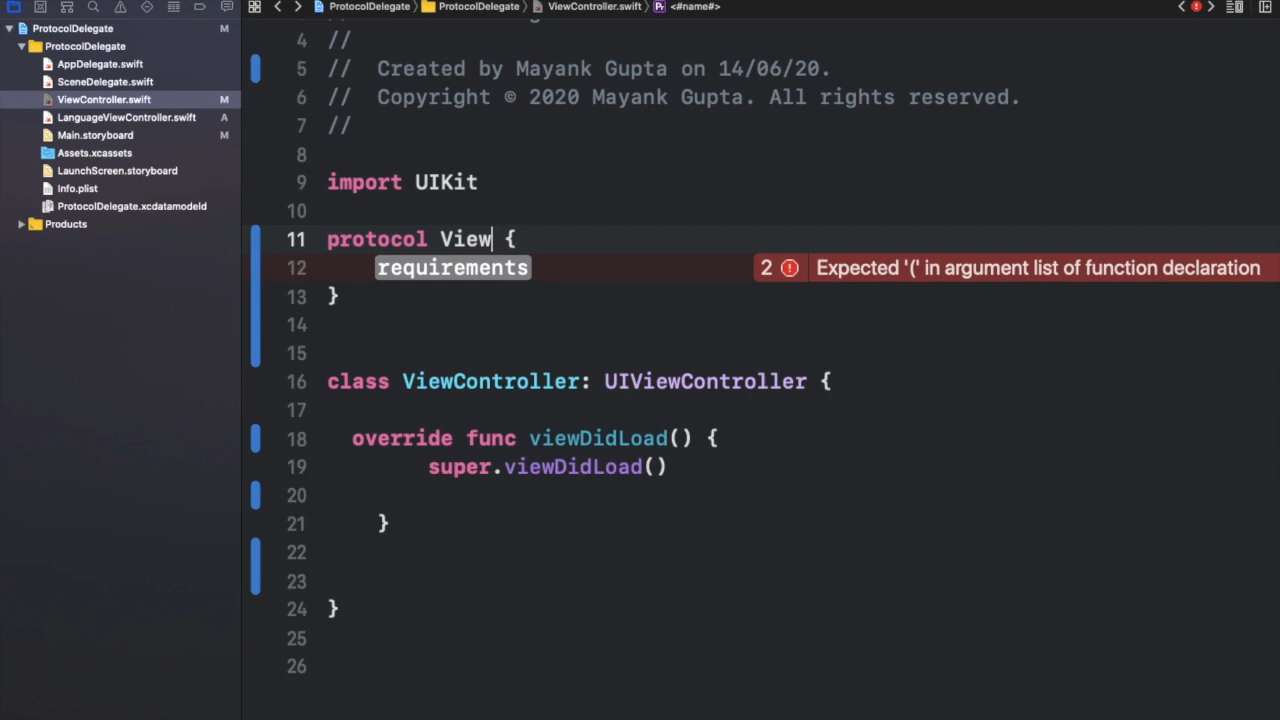 ProtocolDelegate M
ProtocolDelegate
AppDelegate.swift
SceneDelegate.swift
ViewController.swift M
LanguageViewController.swift A
Main.storyboard M
Assets.xcassets
LaunchScreen.storyboard
Info.plist
ProtocolDelegate.xcdatamodeld
Products
ProtocolDelegate ProtocolDelegate ViewController.swift Pr <#name#>
4 //
5 // Created by Mayank Gupta on 14/06/20.
6 // Copyright © 2020 Mayank Gupta. All rights reserved.
7 //
8
9 import UIKit
10
11 protocol View {
12 requirements 2 Expected '(' in argument list of function declaration
13 }
14
15
16 class ViewController: UIViewController {
17
18 override func viewDidLoad() {
19 super.viewDidLoad()
20
21 }
22
23
24 }
25
26